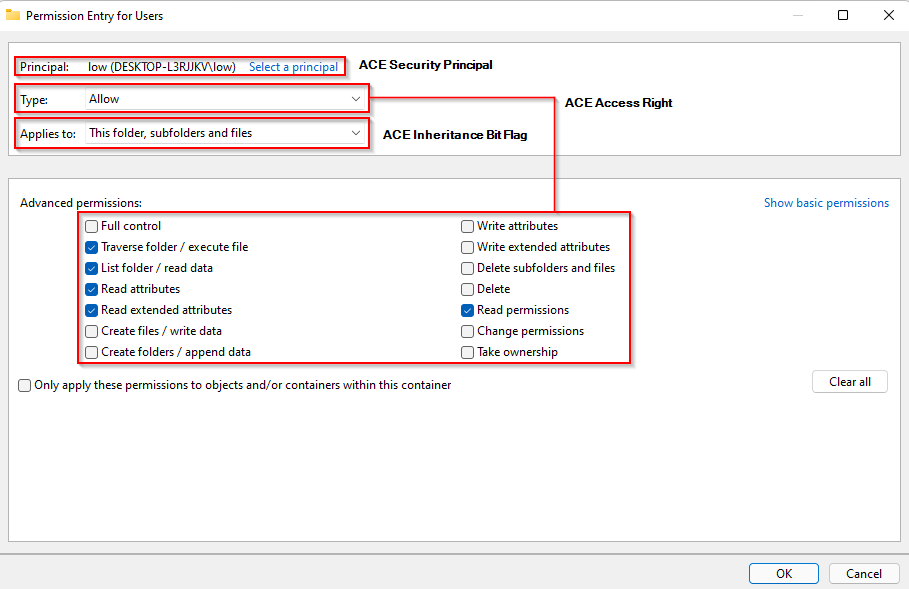 Permission Entry for Users
Principal: low (DESKTOP-L3RJJKV\low) Select a principal ACE Security Principal
Type: Allow ACE Access Right
Applies to: This folder, subfolders and files ACE Inheritance Bit Flag
Advanced permissions: Show basic permissions
Full control Write attributes
Traverse folder / execute file Write extended attributes
List folder / read data Delete subfolders and files
Read attributes Delete
Read extended attributes Read permissions
Create files / write data Change permissions
Create folders / append data Take ownership
Only apply these permissions to objects and/or containers within this container Clear all
OK Cancel